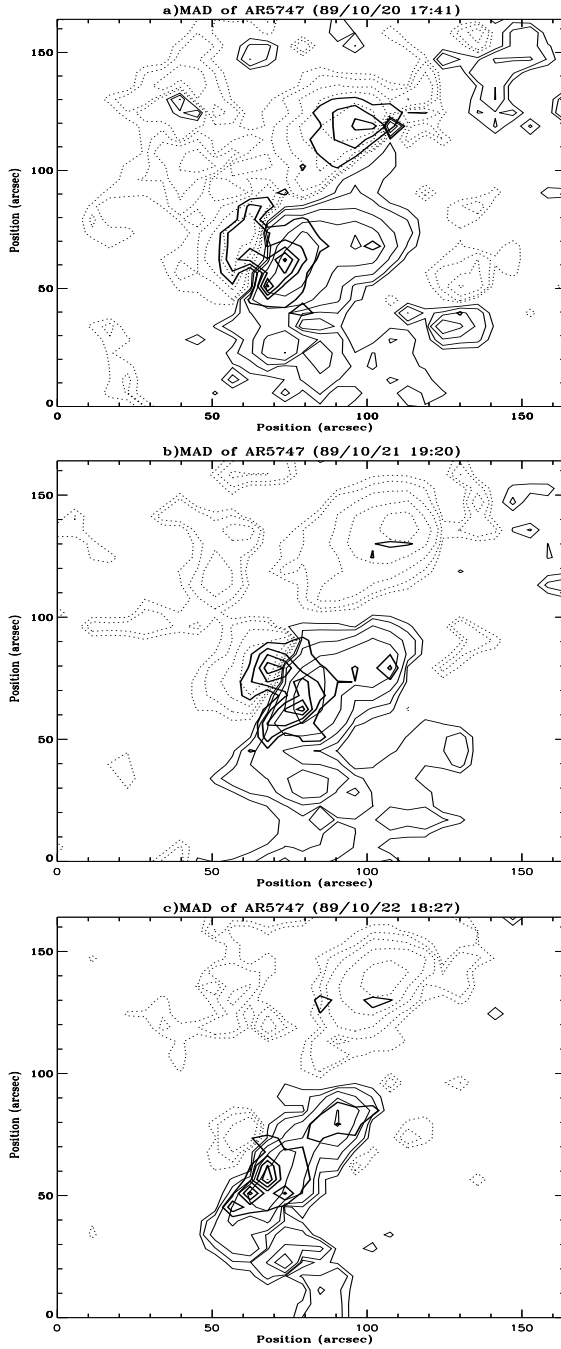 a)MAD of AR5747 (89/10/20 17:41)
150
100
50
0
Position (arcsec)
0 50 100 150
Position (arcsec)
b)MAD of AR5747 (89/10/21 19:20)
150
100
50
0
Position (arcsec)
0 50 100 150
Position (arcsec)
c)MAD of AR5747 (89/10/22 18:27)
150
100
50
0
Position (arcsec)
0 50 100 150
Position (arcsec)